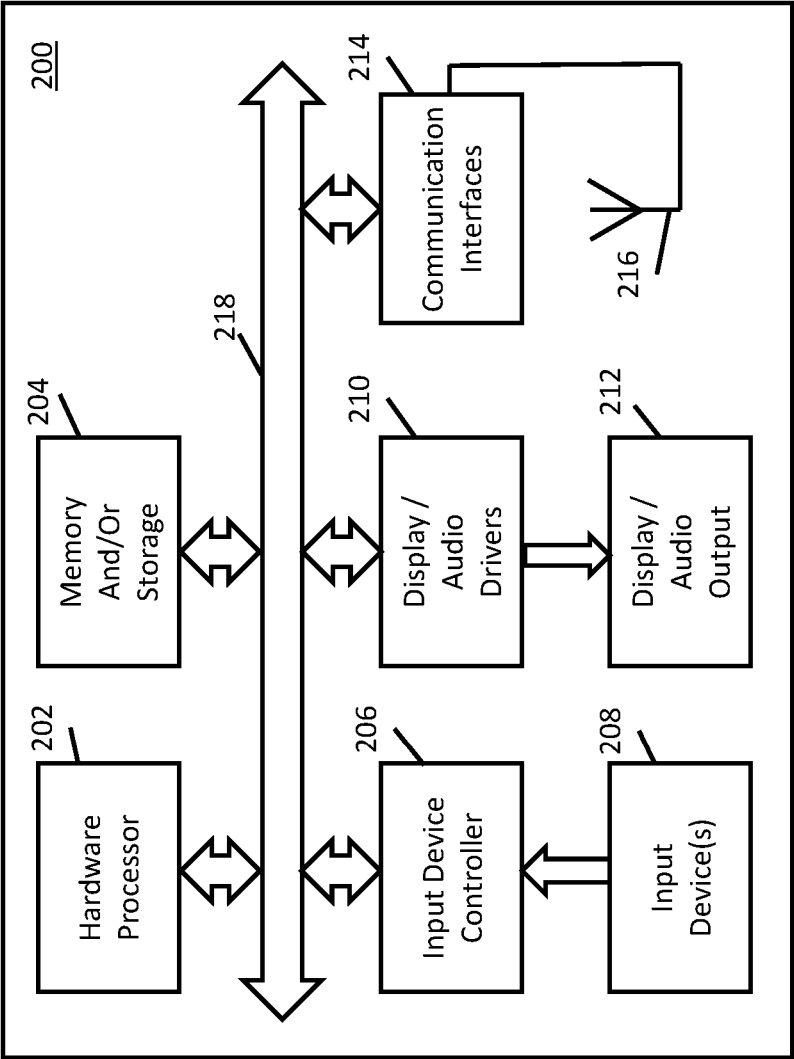 200
202
Hardware
Processor
204
Memory
And/Or
Storage
218
206
Input Device
Controller
210
Display /
Audio
Drivers
214
Communication
Interfaces
208
Input
Device(s)
212
Display /
Audio
Output
216